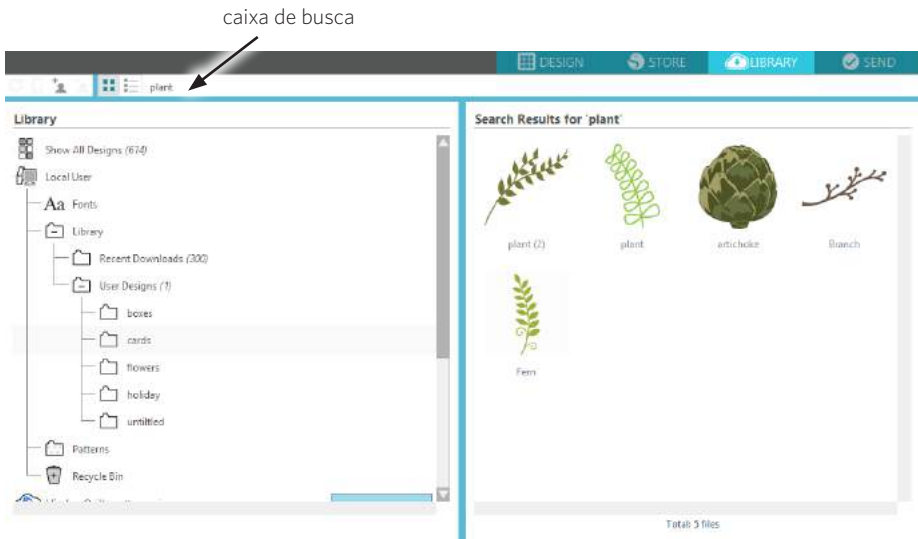 caixa de busca
DESIGN STORE LIBRARY SEND
plant
Library
Show All Designs (674)
Local User
Aa Fonts
Library
Recent Downloads (300)
User Designs (1)
boxes
cards
flowers
holiday
untitled
Patterns
Recycle Bin
Search Results for 'plant'
plant (2) plant artichoke Branch
Fern
Total: 5 files